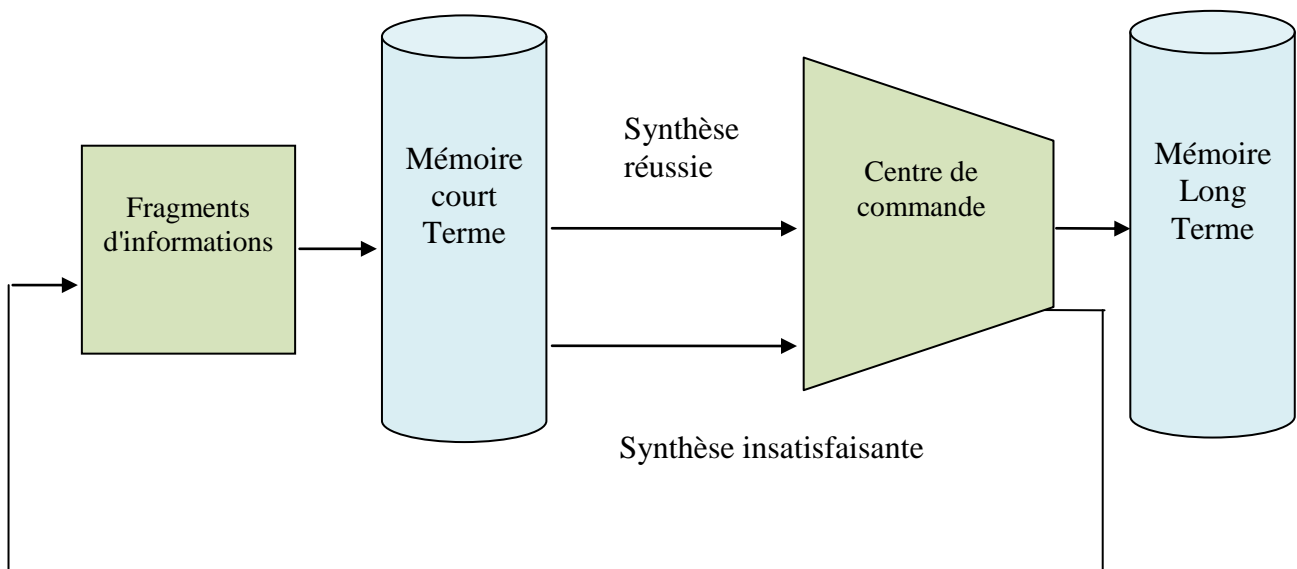 Fragments
d'informations
Mémoire
court
Terme
Synthèse
réussie
Synthèse insatisfaisante
Centre de
commande
Mémoire
Long
Terme